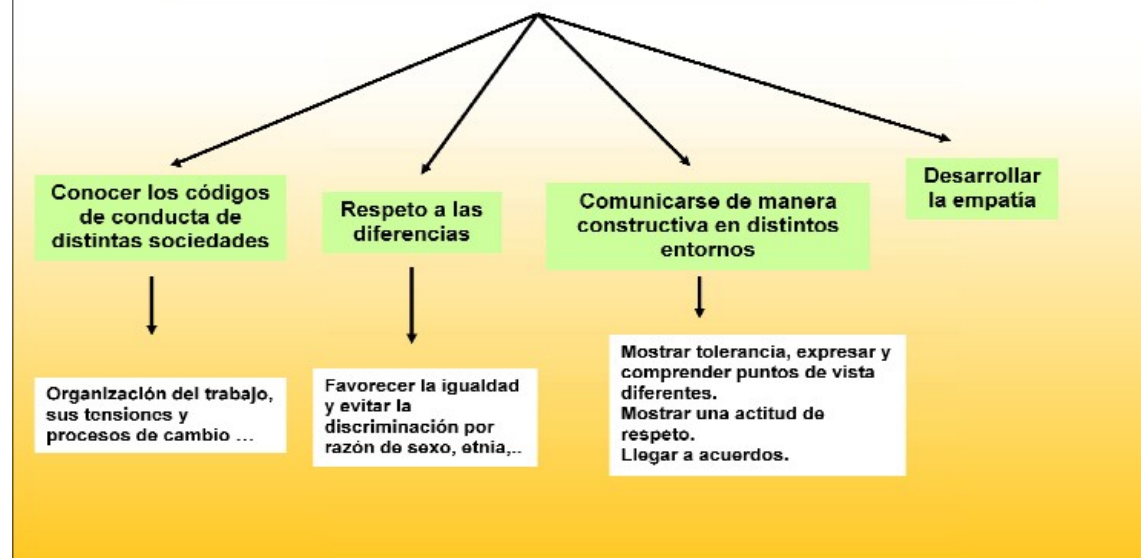 Conocer los códigos
de conducta de
distintas sociedades
Respeto a las
diferencias
Comunicarse de manera
constructiva en distintos
entornos
Desarrollar
la empatía
Organización del trabajo,
sus tensiones y
procesos de cambio ...
Favorecer la igualdad
y evitar la
discriminación por
razón de sexo, etnia,..
Mostrar tolerancia, expresar y
comprender puntos de vista
diferentes.
Mostrar una actitud de
respeto.
Llegar a acuerdos.